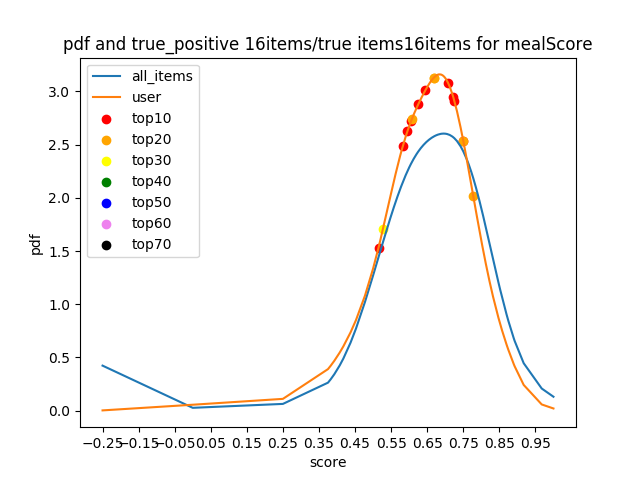 pdf and true_positive 16items/true items16items for mealScore
all_items
user
top10
top20
top30
top40
top50
top60
top70
pdf
3.0
2.5
2.0
1.5
1.0
0.5
0.0
−0.25 −0.15 −0.05 0.05 0.15 0.25 0.35 0.45 0.55 0.65 0.75 0.85 0.95
score